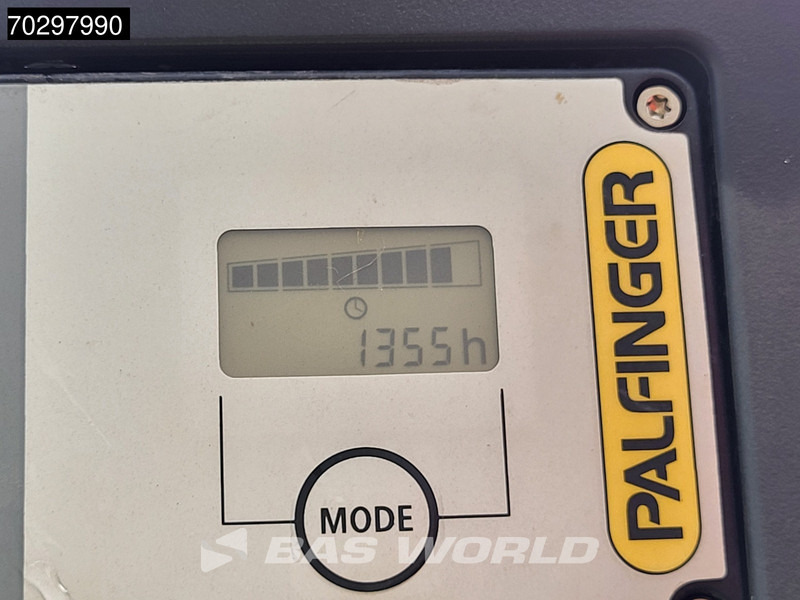 70297990
1355h
MODE
PALFINGER
BAS WORLD